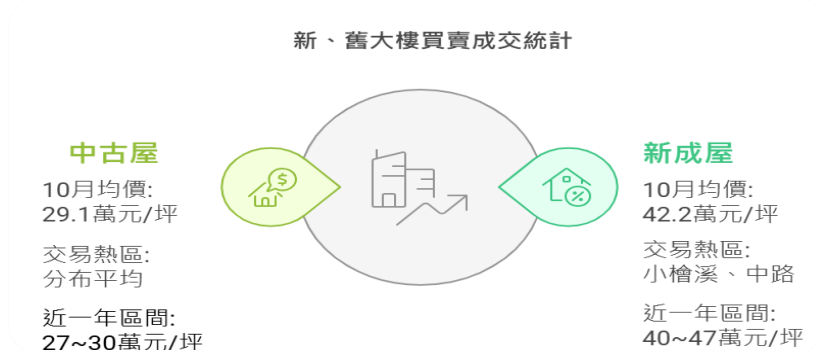 新、舊大樓買賣成交統計
中古屋
10月均價:
29.1萬元/坪
交易熱區:
分布平均
近一年區間:
27~30萬元/坪
$
%
新成屋
10月均價:
42.2萬元/坪
交易熱區:
小檜溪、中路
近一年區間:
40~47萬元/坪